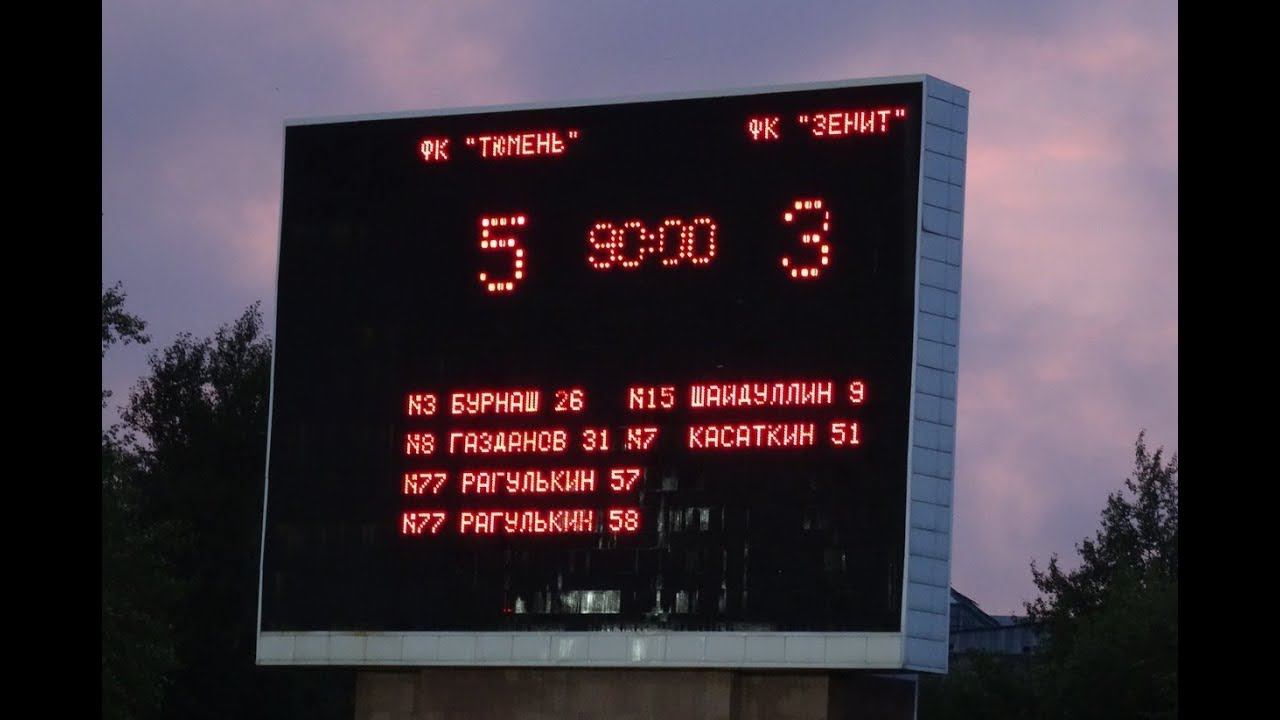 ФК "ТЮМЕНЬ" ФК "ЗЕНИТ"
5 90:00 3
N3 БУРНАШ 26 N15 ШАЙДУЛЛИН 9
N8 ГАЗДАНОВ 31 N7 КАСАТКИН 51
N77 РАГУЛЬКИН 57
N77 РАГУЛЬКИН 58